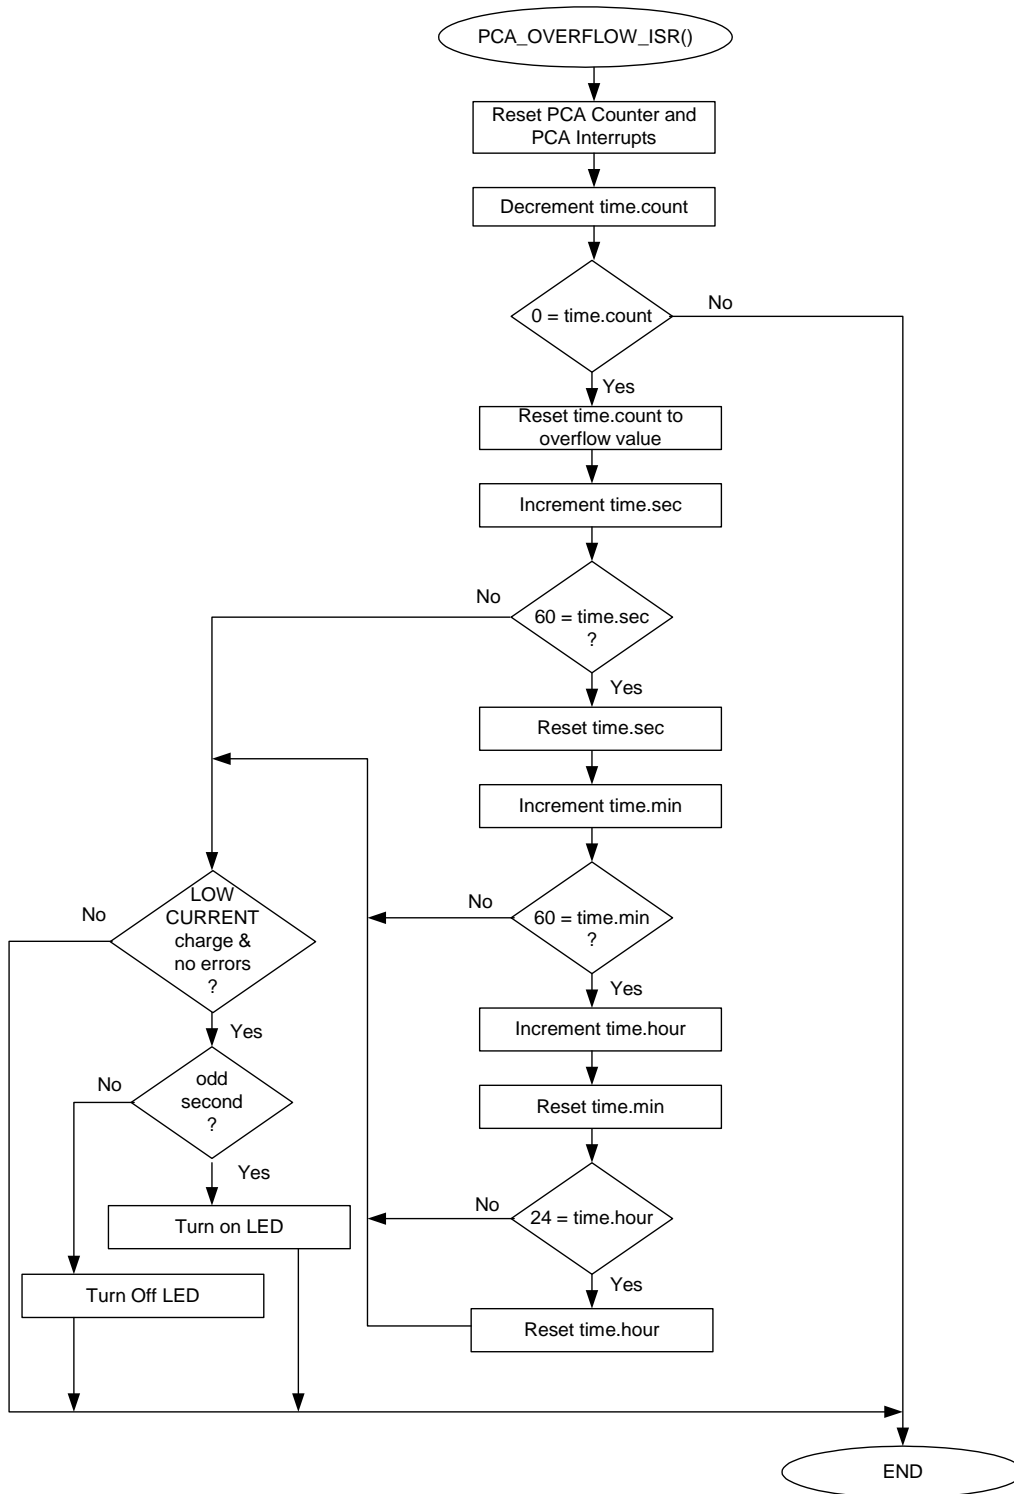 PCA_OVERFLOW_ISR()
Reset PCA Counter and
PCA Interrupts
Decrement time.count
0 = time.count
No
Yes
Reset time.count to
overflow value
Increment time.sec
No
60 = time.sec
?
Yes
Reset time.sec
Increment time.min
No
60 = time.min
?
Yes
Increment time.hour
Reset time.min
No
24 = time.hour
Yes
Reset time.hour
No
LOW
CURRENT
charge &
no errors
?
Yes
No
odd
second
?
Yes
Turn on LED
Turn Off LED
END